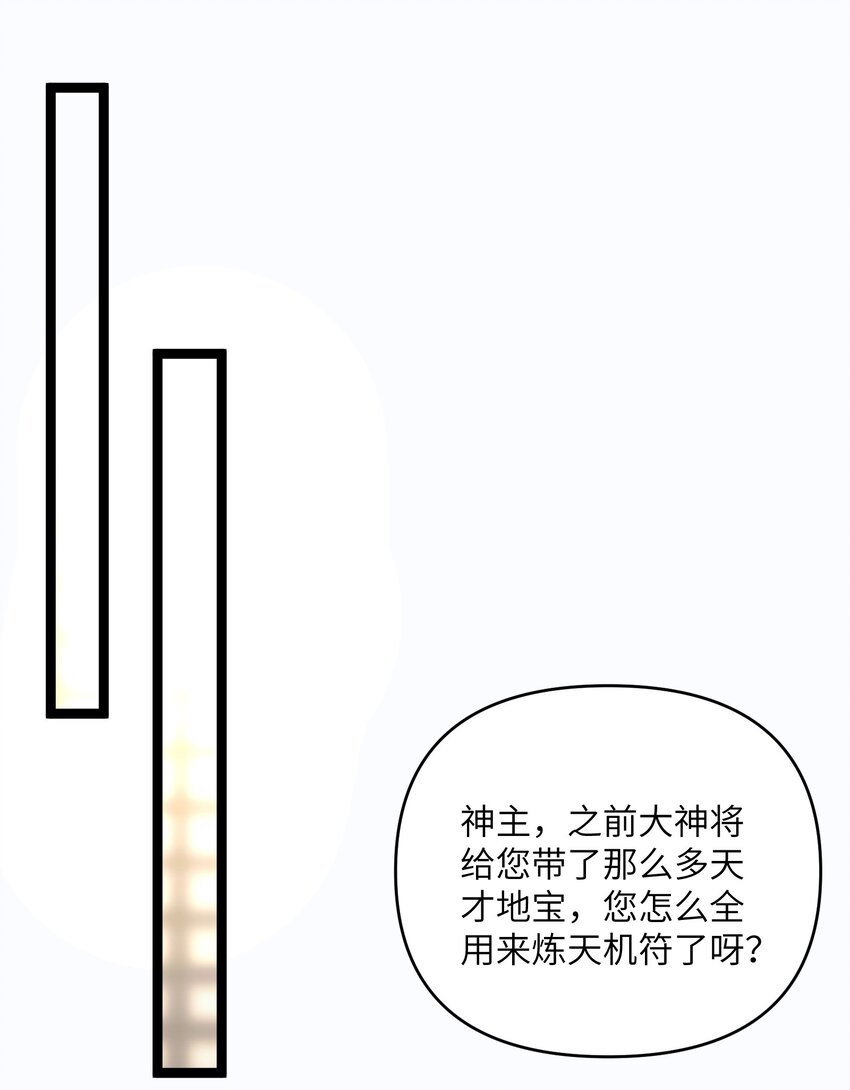 神主，之前大神将
给您带了那么多天
才地宝，您怎么全
用来炼天机符了呀？